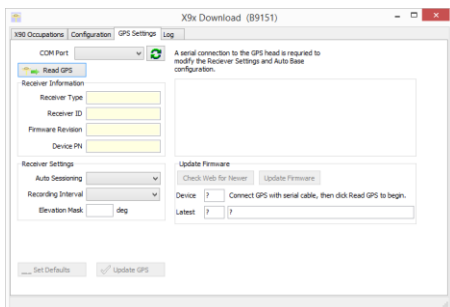 X9x Download (B9151)
X90 Occupations Configuration GPS Settings Log
COM Port
Read GPS
A serial connection to the GPS head is requried to
modify the Reciever Settings and Auto Base
configuration.
Receiver Information
Receiver Type
Receiver ID
Firmware Revision
Device PN
Receiver Settings
Auto Sessioning
Recording Interval
Elevation Mask deg
Update Firmware
Check Web for Newer Update Firmware
Device ? Connect GPS with serial cable, then click Read GPS to begin.
Latest ? ?
Set Defaults Update GPS